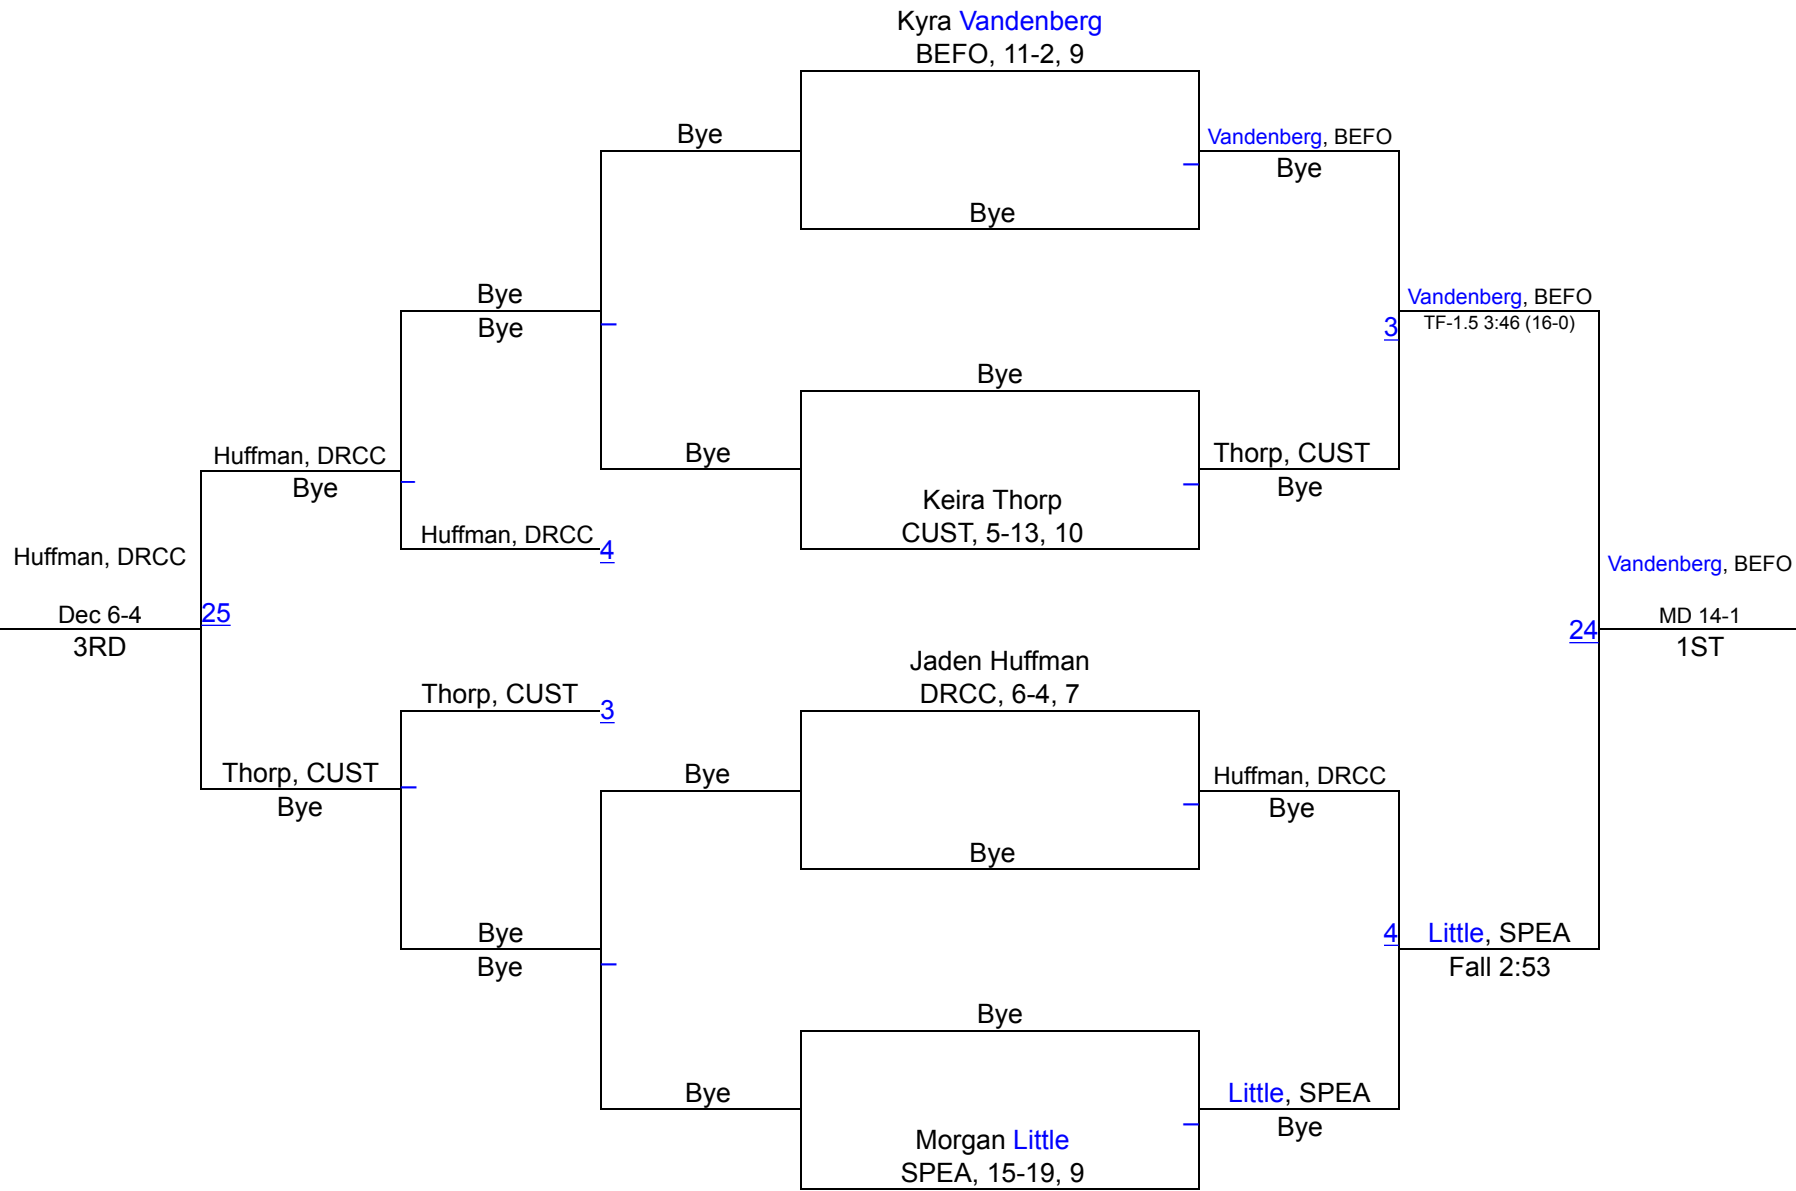 Kyra Vandenberg
BEFO, 11-2, 9
Bye
Vandenberg, BEFO
Bye
Bye
Bye
Bye
Vandenberg, BEFO
TF-1.5 3:46 (16-0)
3
Bye
Bye
Thorp, CUST
Bye
Keira Thorp
CUST, 5-13, 10
Huffman, DRCC
Bye
Huffman, DRCC
4
Huffman, DRCC
Dec 6-4
3RD
25
Vandenberg, BEFO
MD 14-1
1ST
24
Jaden Huffman
DRCC, 6-4, 7
Thorp, CUST
3
Thorp, CUST
Bye
Bye
Huffman, DRCC
Bye
Bye
Bye
Bye
4
Little, SPEA
Fall 2:53
Bye
Bye
Little, SPEA
Bye
Morgan Little
SPEA, 15-19, 9